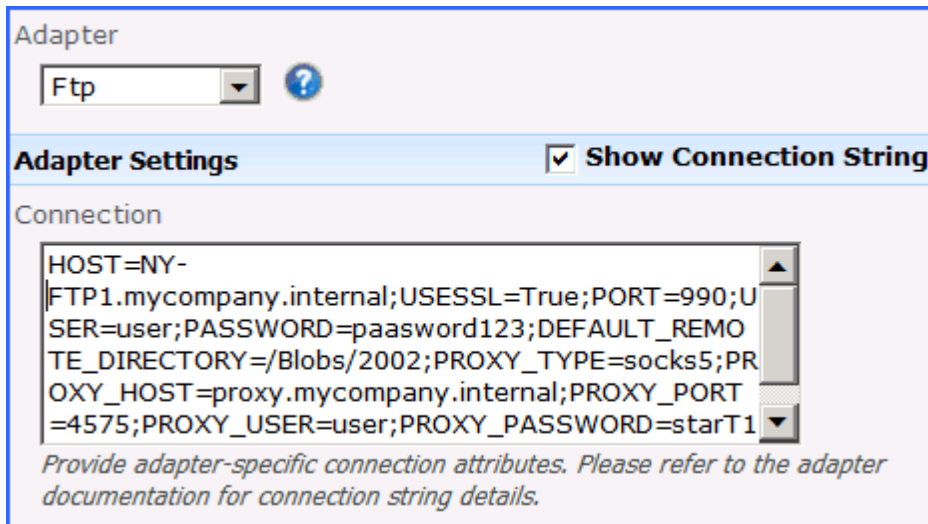 Adapter
Ftp
Adapter Settings
Show Connection String
Connection
HOST=NY-
FTP1.mycompany.internal;USESSL=True;PORT=990;U
SER=user;PASSWORD=paasword123;DEFAULT_REMO
TE_DIRECTORY=/Blobs/2002;PROXY_TYPE=socks5;PR
OXY_HOST=proxy.mycompany.internal;PROXY_PORT
=4575;PROXY_USER=user;PROXY_PASSWORD=starT1
Provide adapter-specific connection attributes. Please refer to the adapter
documentation for connection string details.